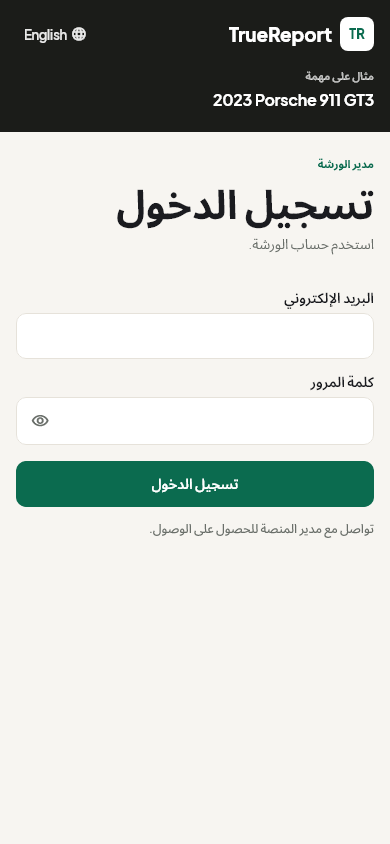 TR TrueReport English
مثال على مهمة
2023 Porsche 911 GT3
مدير الورشة
تسجيل الدخول
استخدم حساب الورشة.
البريد الإلكتروني
كلمة المرور
تسجيل الدخول
تواصل مع مدير المنصة للحصول على الوصول.